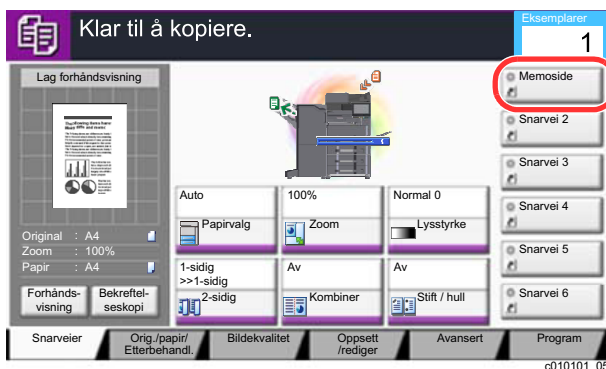 Klar til å kopiere.
Eksemplarer
1
Lag forhåndsvisning
Original : A4
Zoom : 100%
Papir : A4
Forhånds-
visning
Bekreftel-
seskopi
Auto
Papirvalg
100%
Zoom
Normal 0
Lysstyrke
1-sidig
>>1-sidig
2-sidig
Av
Kombiner
Av
Stift / hull
Memoside
Snarvei 2
Snarvei 3
Snarvei 4
Snarvei 5
Snarvei 6
Snarveier
Orig./papir/
Etterbehandl.
Bildekvalitet
Oppsett
/rediger
Avansert
Program
c010101_05